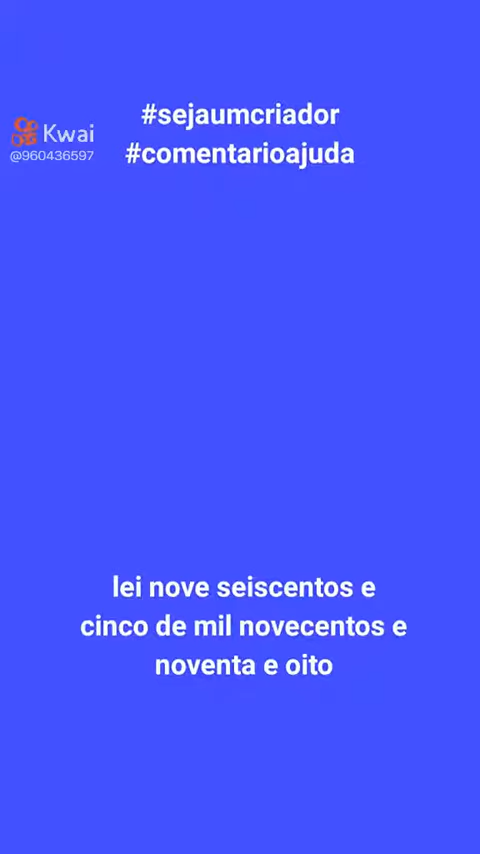 #sejaumcriador
#comentarioajuda
Kwai
@960436597
lei nove seiscentos e
cinco de mil novecentos e
noventa e oito